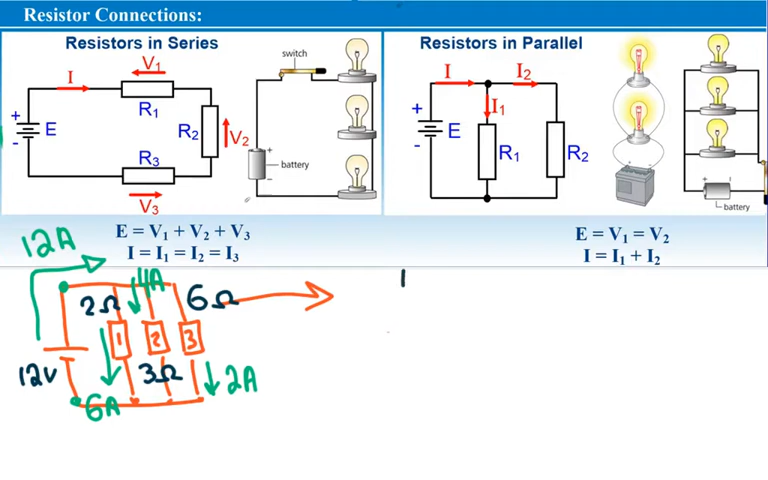 Resistor Connections:
Resistors in Series
I
V₁
R₁
+
E
-
R₂
V₂
R₃
V₃
switch
+
battery
-
E = V₁ + V₂ + V₃
I = I₁ = I₂ = I₃
Resistors in Parallel
I
I₂
I₁
+
E
-
R₁
R₂
+
-
battery
E = V₁ = V₂
I = I₁ + I₂
12A
2Ω
4A
6Ω
1
2
3
12V
3Ω
6A
2A